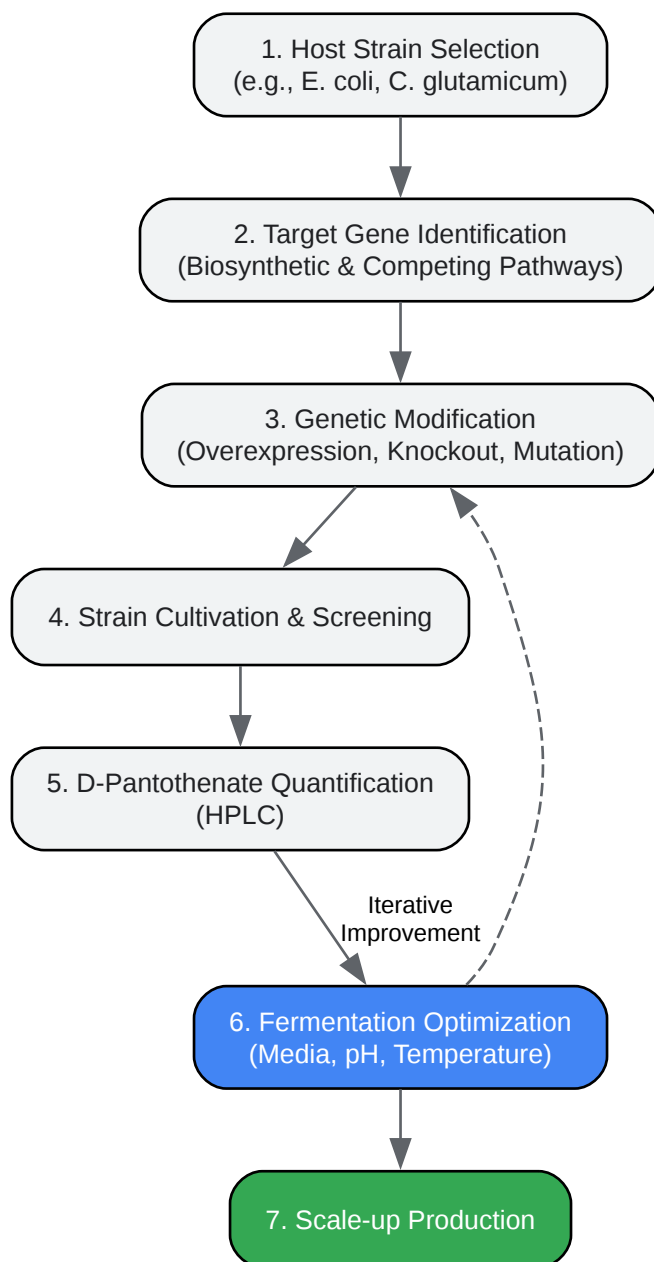 1. Host Strain Selection
(e.g., E. coli, C. glutamicum)
2. Target Gene Identification
(Biosynthetic & Competing Pathways)
3. Genetic Modification
(Overexpression, Knockout, Mutation)
4. Strain Cultivation & Screening
5. D-Pantothenate Quantification
(HPLC)
Iterative
Improvement
6. Fermentation Optimization
(Media, pH, Temperature)
7. Scale-up Production